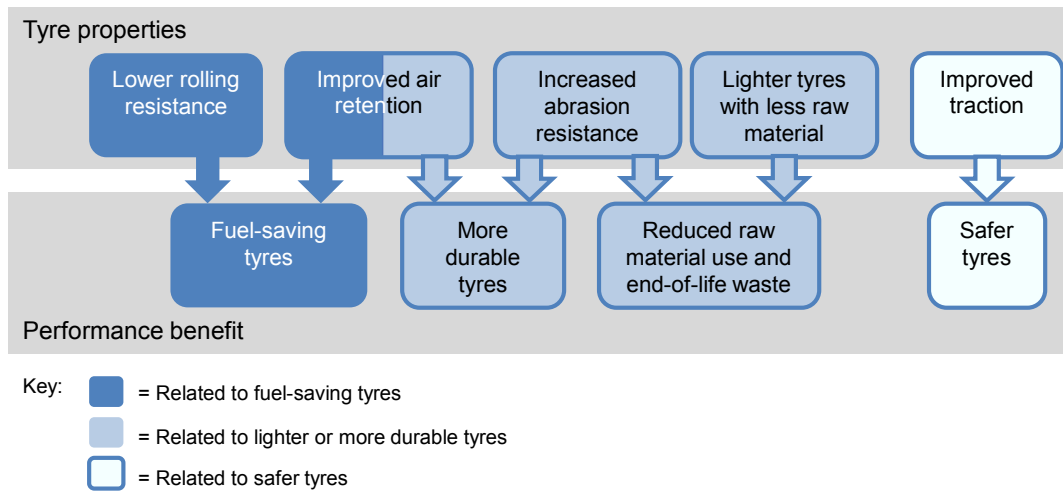 Tyre properties
Lower rolling
resistance
Improved air
retention
Increased
abrasion
resistance
Lighter tyres
with less raw
material
Improved
traction
Fuel-saving
tyres
More
durable
tyres
Reduced raw
material use and
end-of-life waste
Safer
tyres
Performance benefit
Key:
= Related to fuel-saving tyres
= Related to lighter or more durable tyres
= Related to safer tyres